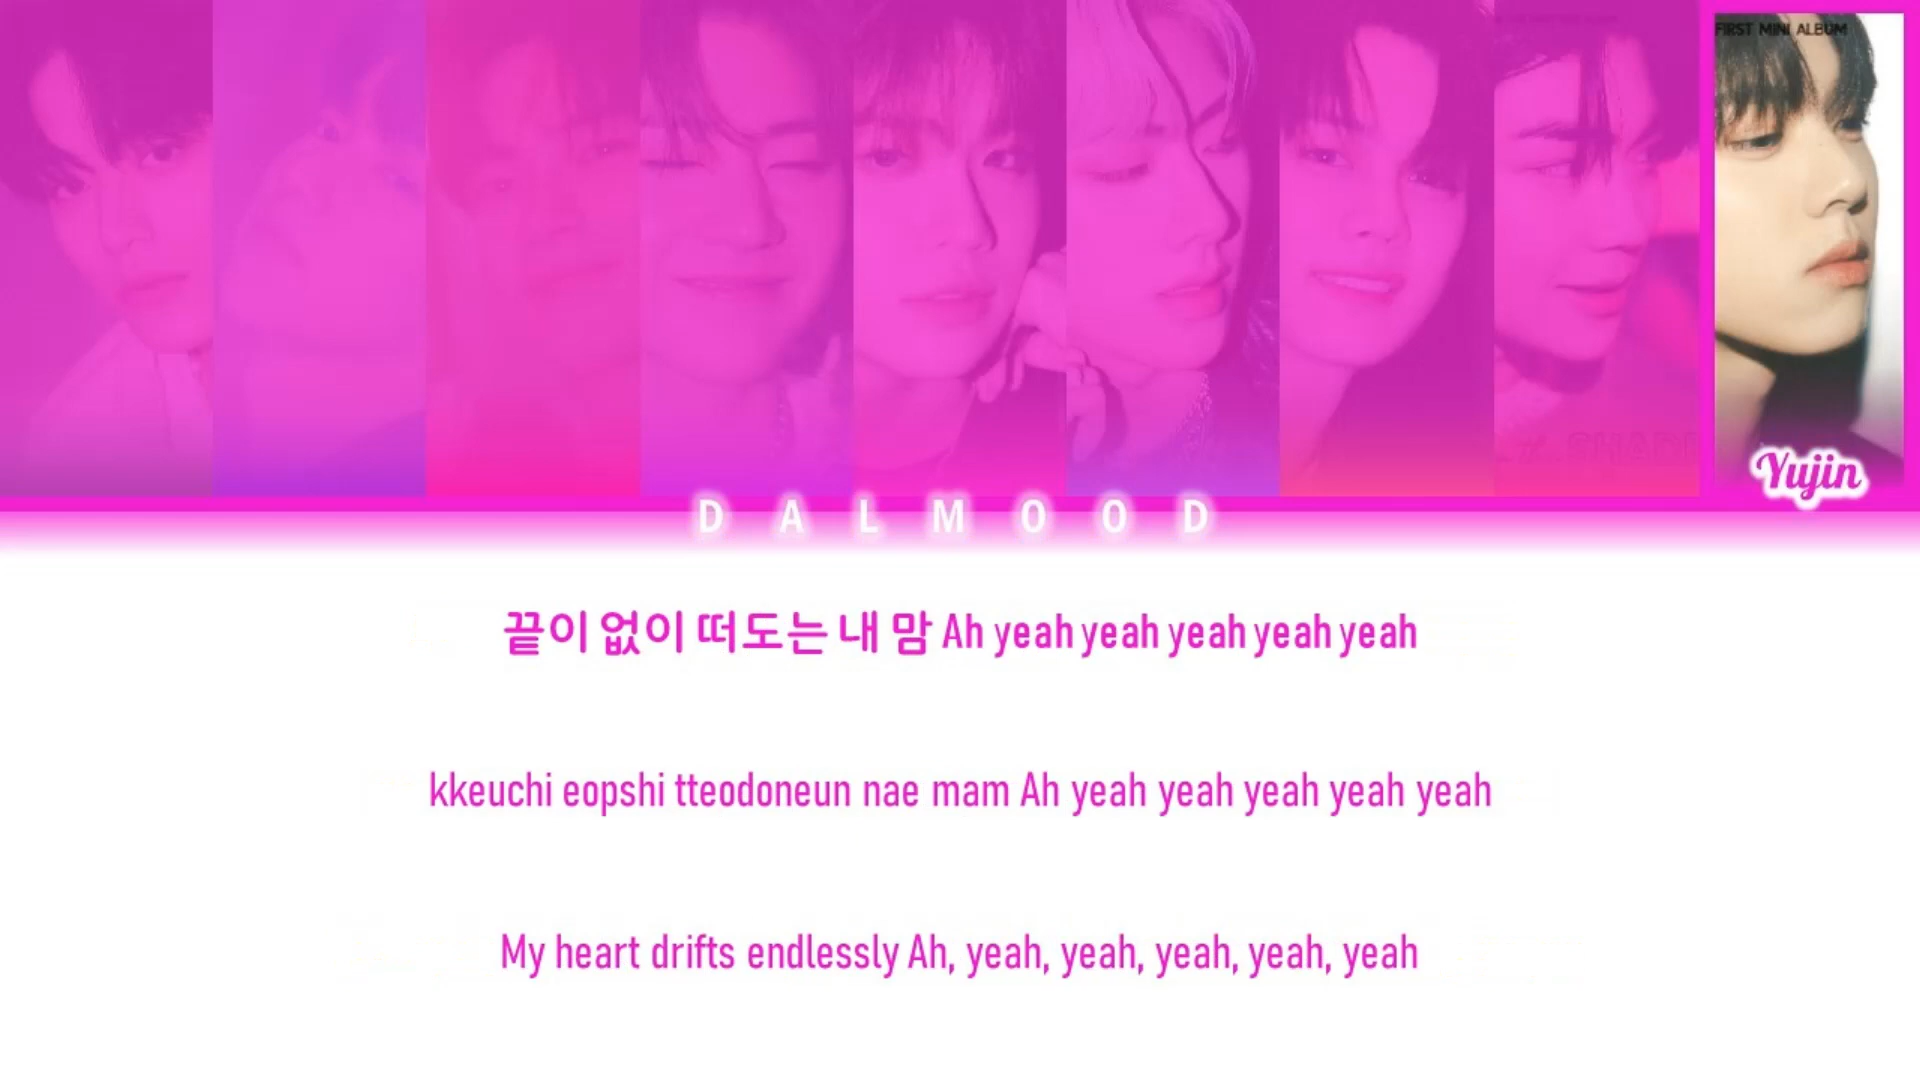 FIRST MINI ALBUM
Yujin
DALMOOD
끝이 없이 떠도는 내 맘 Ah yeah yeah yeah yeah yeah
kkeuchi eopshi tteodoneun nae mam Ah yeah yeah yeah yeah yeah
My heart drifts endlessly Ah, yeah, yeah, yeah, yeah, yeah